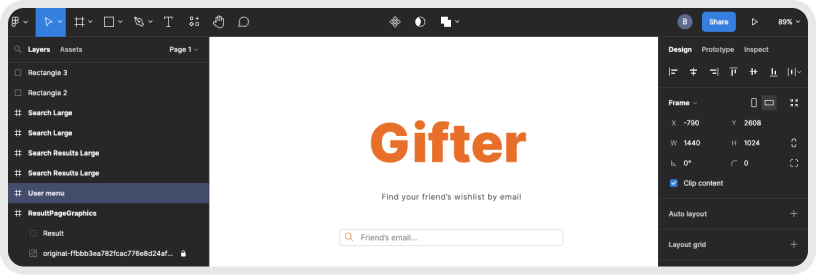 B Share 89%
Layers Assets Page 1
Design Prototype Inspect
Rectangle 3
Rectangle 2
Search Large
Search Large
Search Results Large
Search Results Large
User menu
ResultPageGraphics
Result
original-ffbbb3ea782fcac776e8d24af...
Gifter
Find your friend's wishlist by email
Friend's email...
Frame
X -790 Y 2608
W 1440 H 1024
0° 0
Clip content
Auto layout
Layout grid